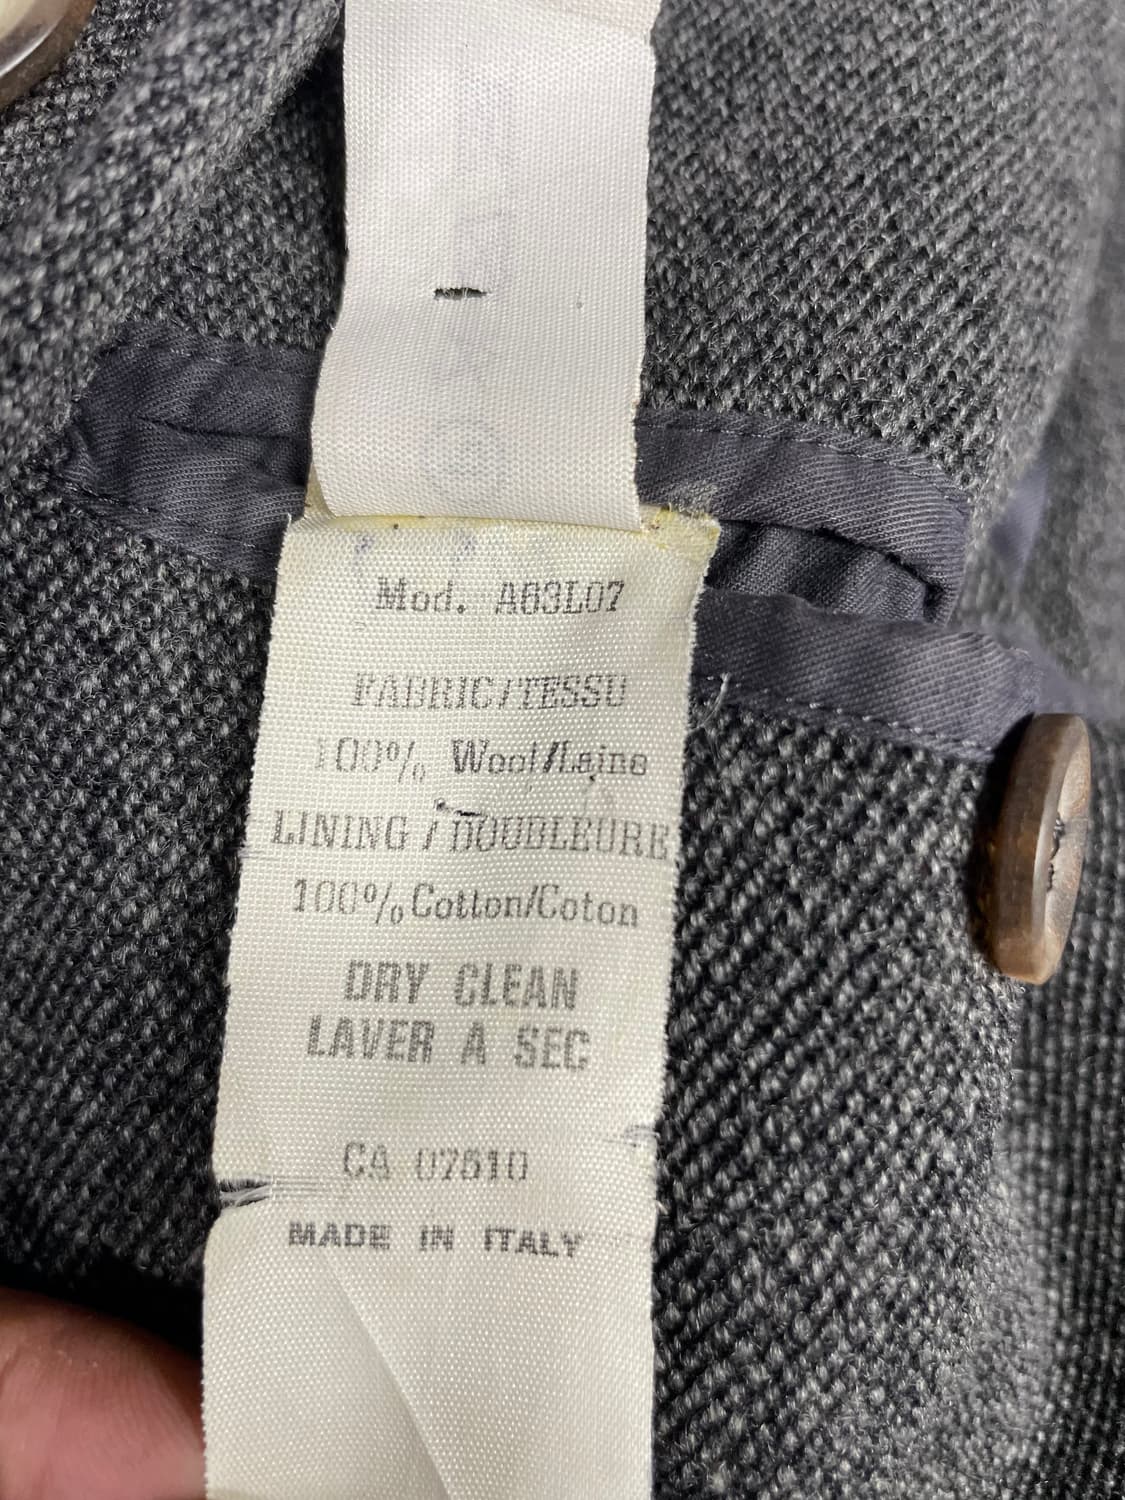 Mod. A63L07
FABRIC/TESSU
100% Wool/Laine
LINING / DOUBLEURE
100% Cotton/Coton
DRY CLEAN
LAVER A SEC
CA 07510
MADE IN ITALY